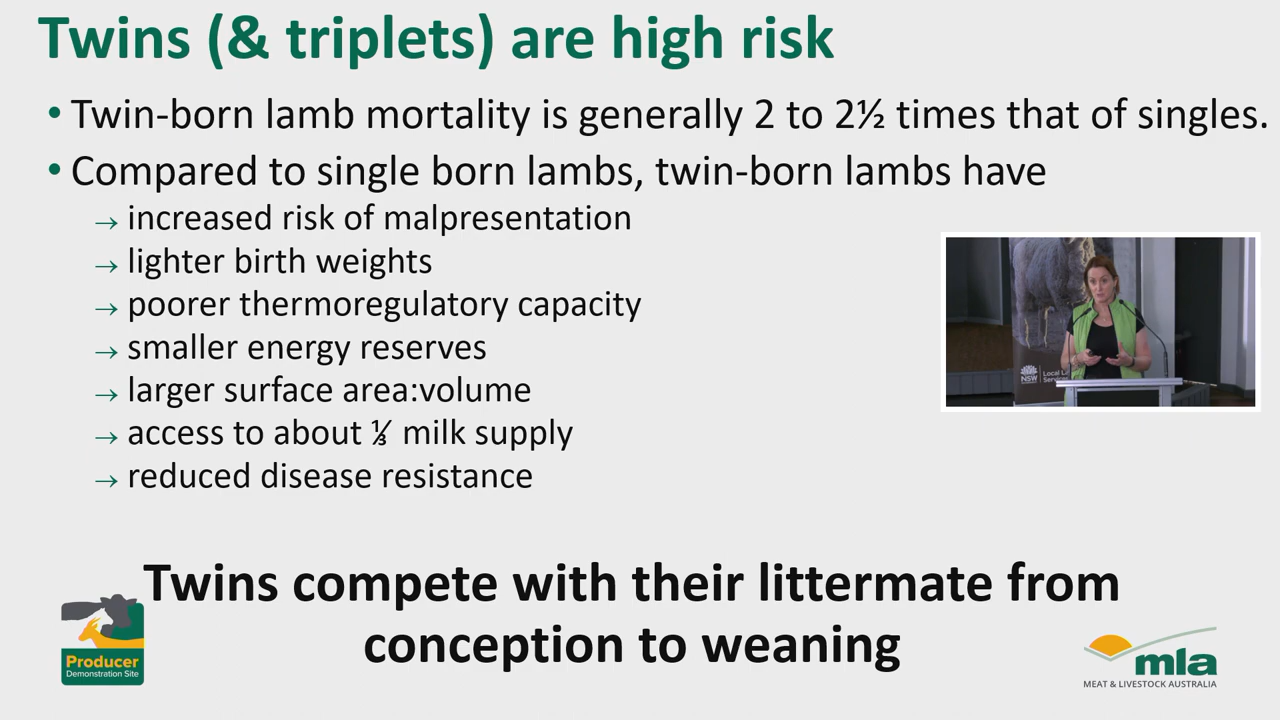 Twins (& triplets) are high risk
• Twin-born lamb mortality is generally 2 to 2½ times that of singles.
• Compared to single born lambs, twin-born lambs have
→ increased risk of malpresentation
→ lighter birth weights
→ poorer thermoregulatory capacity
→ smaller energy reserves
→ larger surface area:volume
→ access to about ⅓ milk supply
→ reduced disease resistance
NSW
Local
Twins compete with their littermate from
conception to weaning
Producer
Demonstration Site
mla
MEAT & LIVESTOCK AUSTRALIA